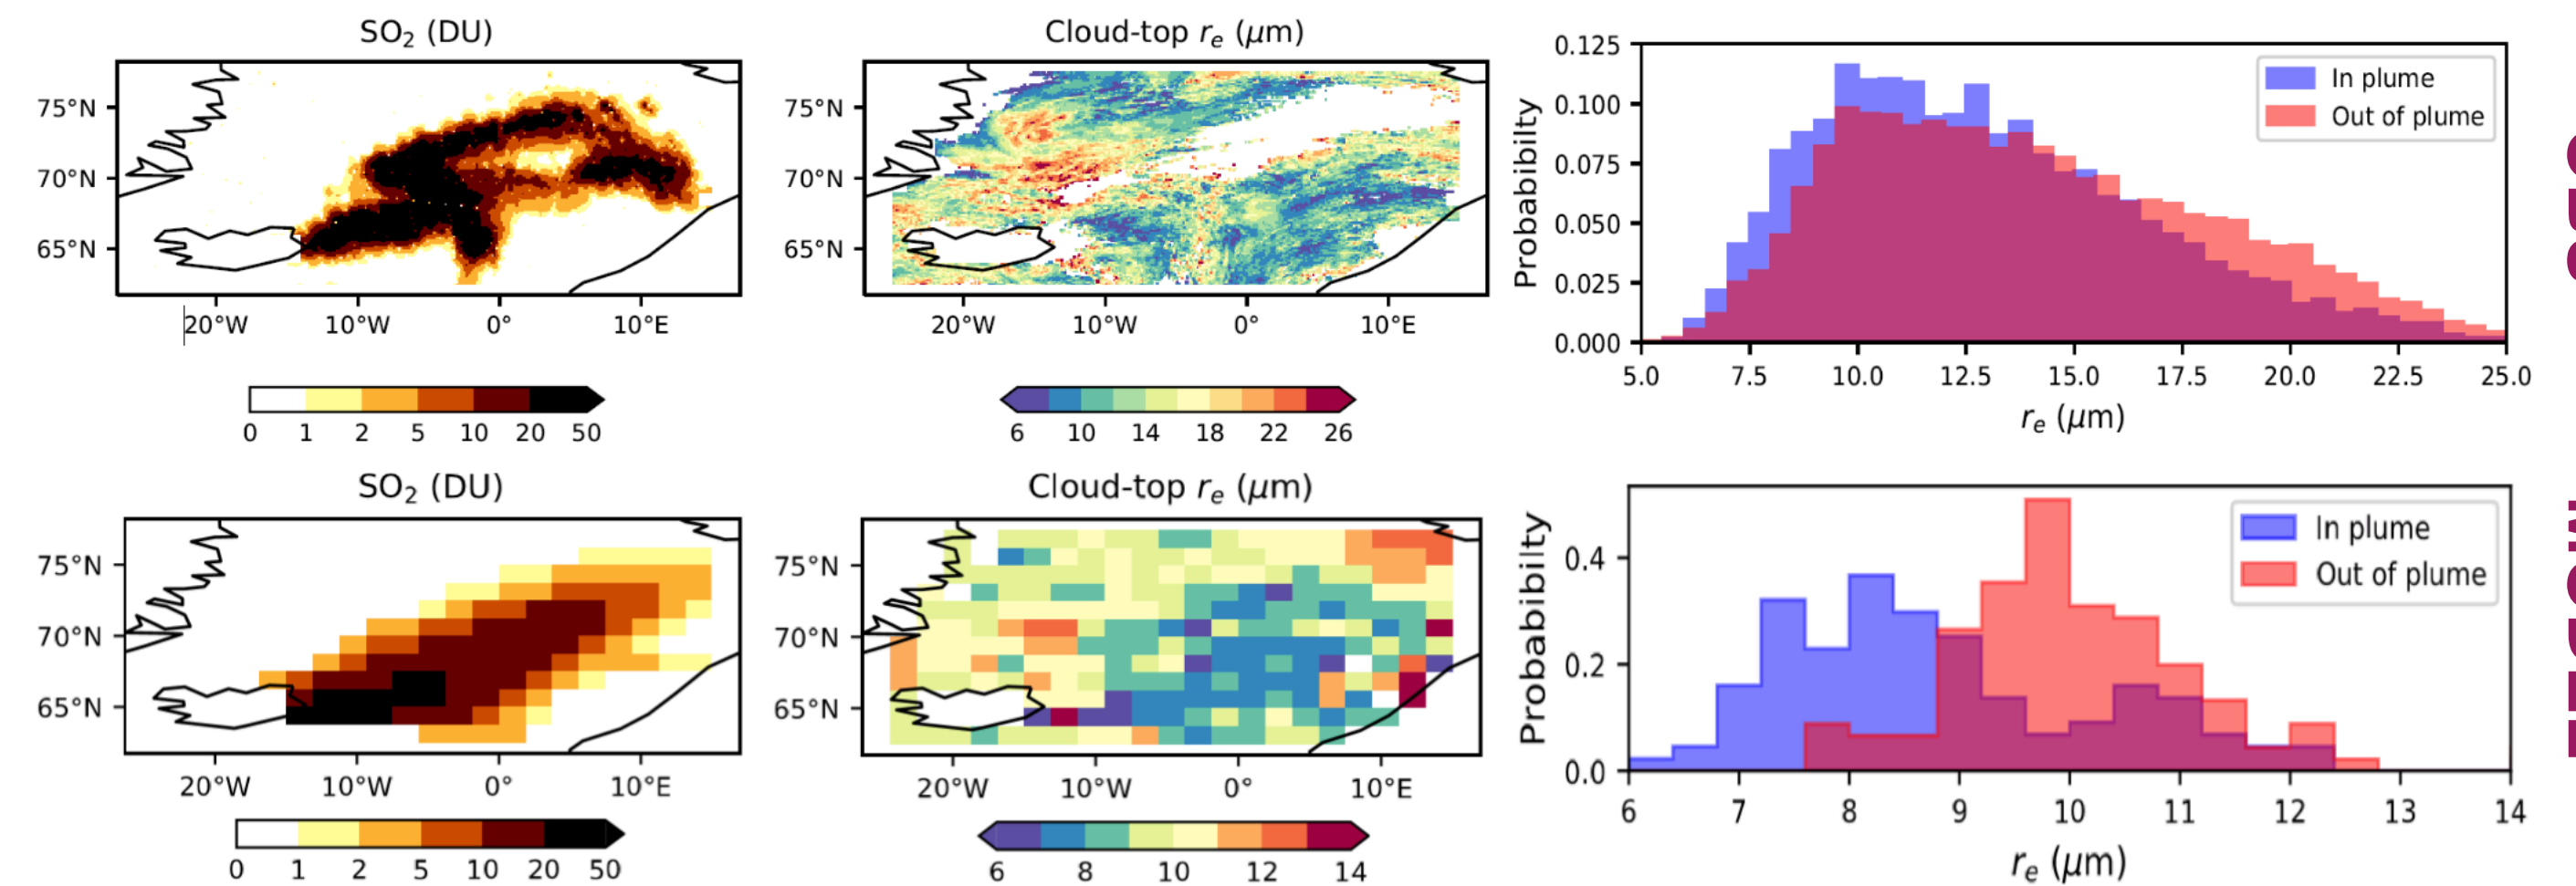 SO₂ (DU)
75°N
70°N
65°N
20°W 10°W 0° 10°E
0 1 2 5 10 20 50
Cloud-top rₑ (μm)
75°N
70°N
65°N
20°W 10°W 0° 10°E
6 10 14 18 22 26
Probabibilty
0.125
0.100
0.075
0.050
0.025
0.000
5.0 7.5 10.0 12.5 15.0 17.5 20.0 22.5 25.0
rₑ (μm)
In plume
Out of plume
SO₂ (DU)
75°N
70°N
65°N
20°W 10°W 0° 10°E
0 1 2 5 10 20 50
Cloud-top rₑ (μm)
75°N
70°N
65°N
20°W 10°W 0° 10°E
6 8 10 12 14
Probabibilty
0.4
0.2
0.0
6 7 8 9 10 11 12 13 14
rₑ (μm)
In plume
Out of plume